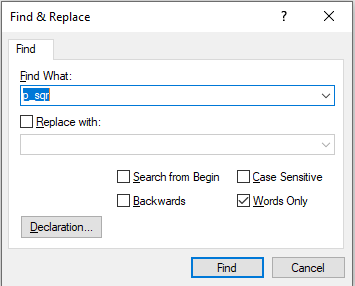 Find & Replace
?
Find
Find What:
p_sqr
Replace with:
Search from Begin
Case Sensitive
Backwards
Words Only
Declaration...
Find
Cancel